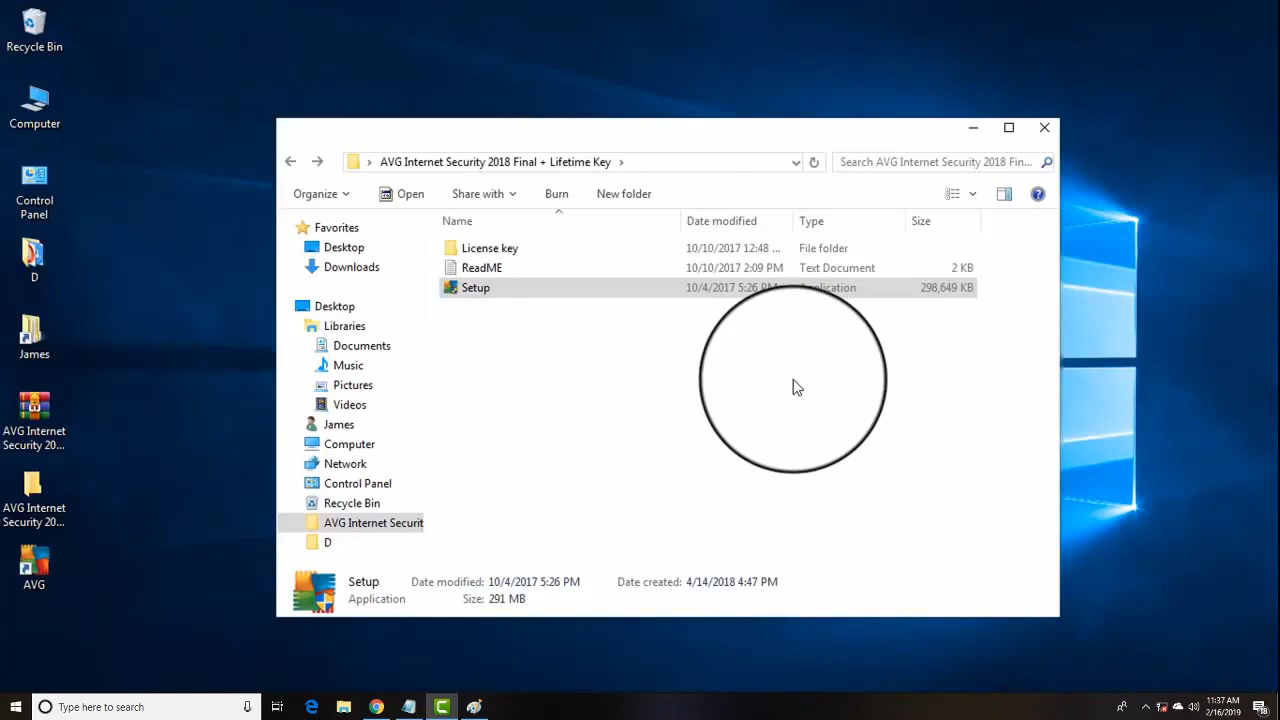 Recycle Bin
Computer
Control
Panel
D
James
AVG Internet
Security 20...
AVG Internet
Security 20...
AVG
AVG Internet Security 2018 Final + Lifetime Key
Search AVG Internet Security 2018 Fin...
Organize
Open
Share with
Burn
New folder
Name
Date modified
Type
Size
License key
10/10/2017 12:48 ...
File folder
ReadME
10/10/2017 2:09 PM
Text Document
2 KB
Setup
10/4/2017 5:26 PM
Application
298,649 KB
Favorites
Desktop
Downloads
Desktop
Libraries
Documents
Music
Pictures
Videos
James
Computer
Network
Control Panel
Recycle Bin
AVG Internet Securit
D
Setup
Date modified: 10/4/2017 5:26 PM
Date created: 4/14/2018 4:47 PM
Application
Size: 291 MB
Type here to search
11:37 AM
2/16/2019
18